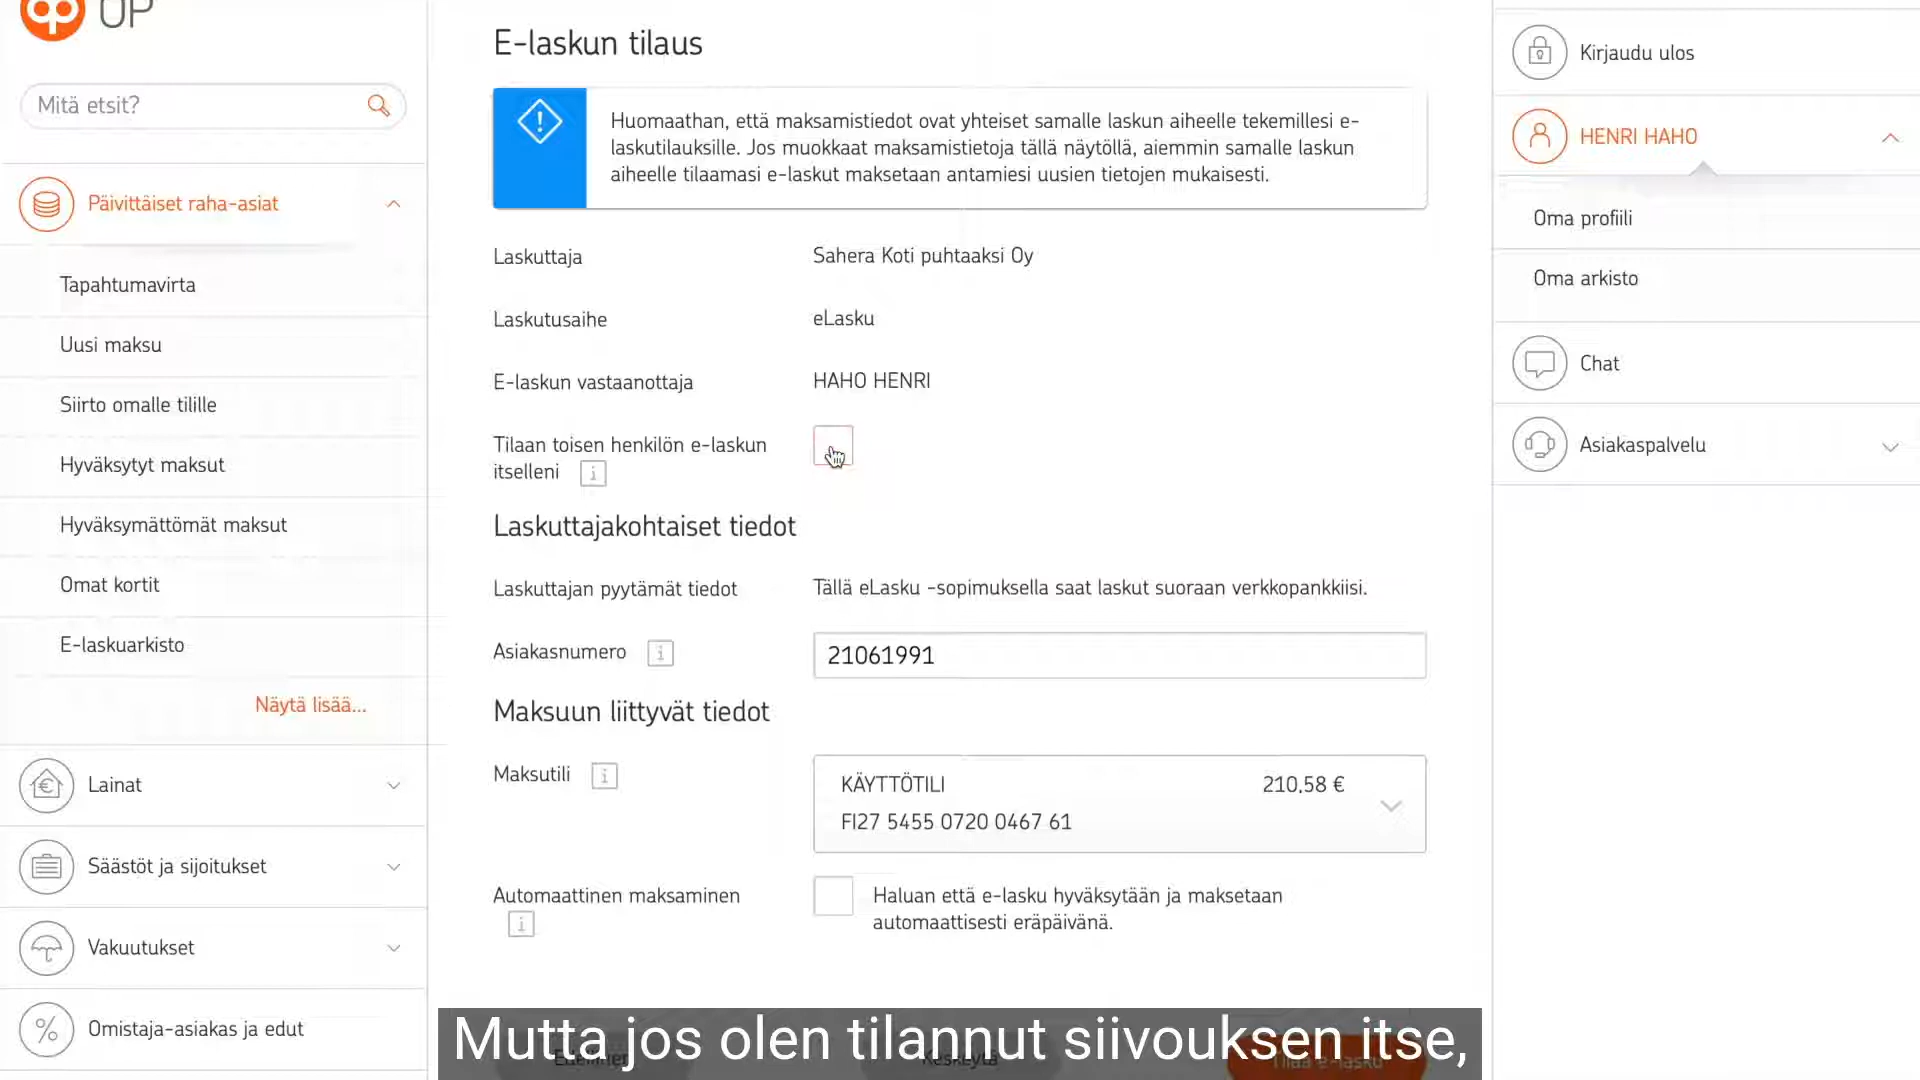 OP
Mitä etsit?
Päivittäiset raha-asiat
Tapahtumavirta
Uusi maksu
Siirto omalle tilille
Hyväksytyt maksut
Hyväksymättömät maksut
Omat kortit
E-laskuarkisto
Näytä lisää...
Lainat
Säästöt ja sijoitukset
Vakuutukset
Omistaja-asiakas ja edut
E-laskun tilaus
Huomaathan, että maksamistiedot ovat yhteiset samalle laskun aiheelle tekemillesi e-
laskutilauksille. Jos muokkaat maksamistietoja tällä näytöllä, aiemmin samalle laskun
aiheelle tilaamasi e-laskut maksetaan antamiesi uusien tietojen mukaisesti.
Laskuttaja Sahera Koti puhtaaksi Oy
Laskutusaihe eLasku
E-laskun vastaanottaja HAHO HENRI
Tilaan toisen henkilön e-laskun
itselleni i
Laskuttajakohtaiset tiedot
Laskuttajan pyytämät tiedot Tällä eLasku -sopimuksella saat laskut suoraan verkkopankkiisi.
Asiakasnumero i 21061991
Maksuun liittyvät tiedot
Maksutili i KÄYTTÖTILI 210,58 €
FI27 5455 0720 0467 61
Automaattinen maksaminen Haluan että e-lasku hyväksytään ja maksetaan
i automaattisesti eräpäivänä.
Edellinen Keskeytä Tilaa e-lasku
Mutta jos olen tilannut siivouksen itse,
Kirjaudu ulos
HENRI HAHO
Oma profiili
Oma arkisto
Chat
Asiakaspalvelu